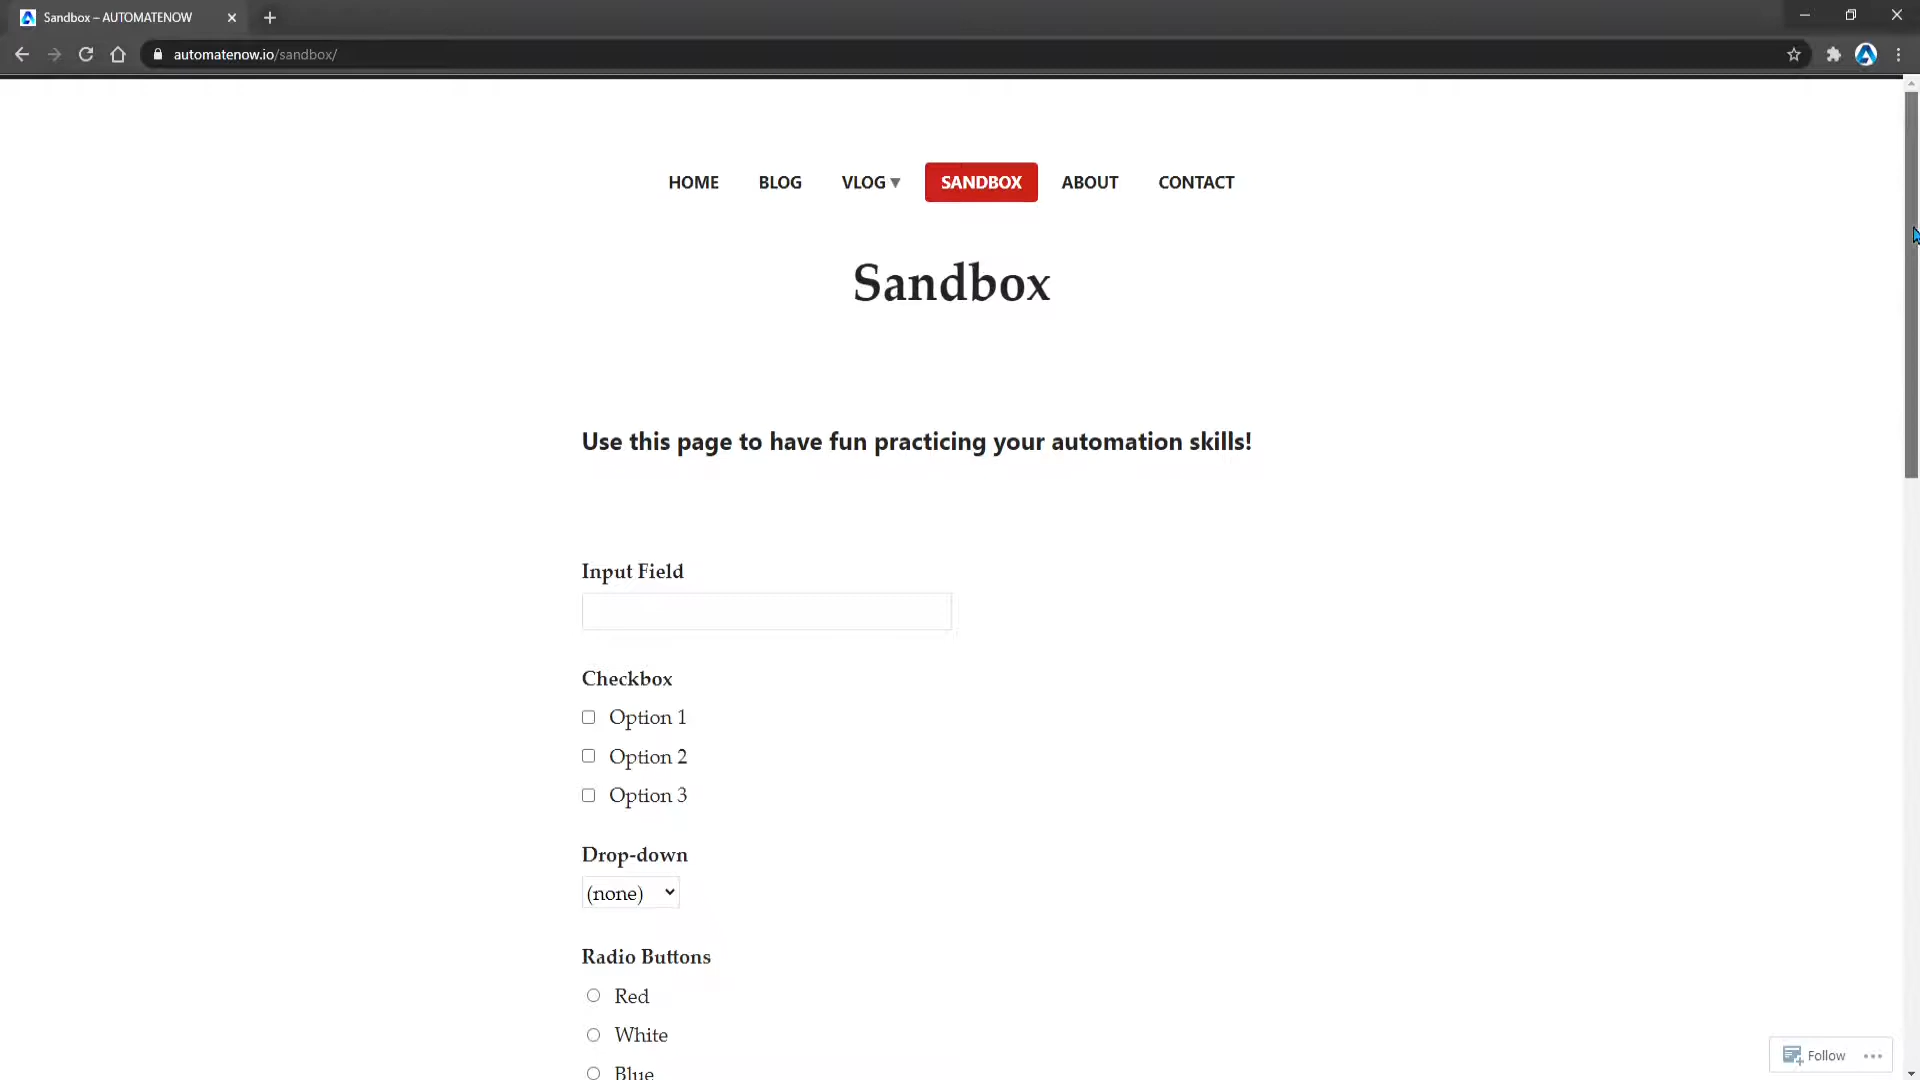 Sandbox – AUTOMATENOW
automatenow.io/sandbox/
HOME BLOG VLOG ▼ SANDBOX ABOUT CONTACT
Sandbox
Use this page to have fun practicing your automation skills!
Input Field
Checkbox
Option 1
Option 2
Option 3
Drop-down
(none)
Radio Buttons
Red
White
Blue
Follow